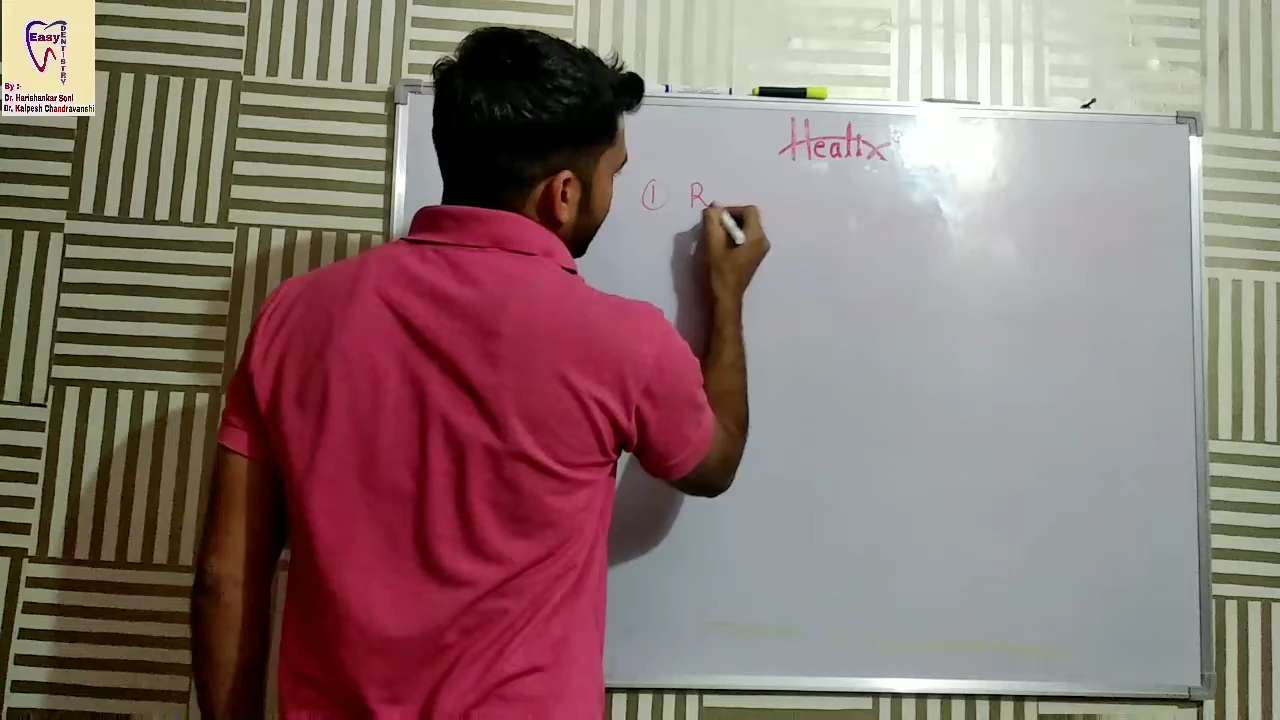 Easy
DENTISTRY
By :-
Dr. Harishankar Soni
Dr. Kalpesh Chandravanshi
Healix
① R